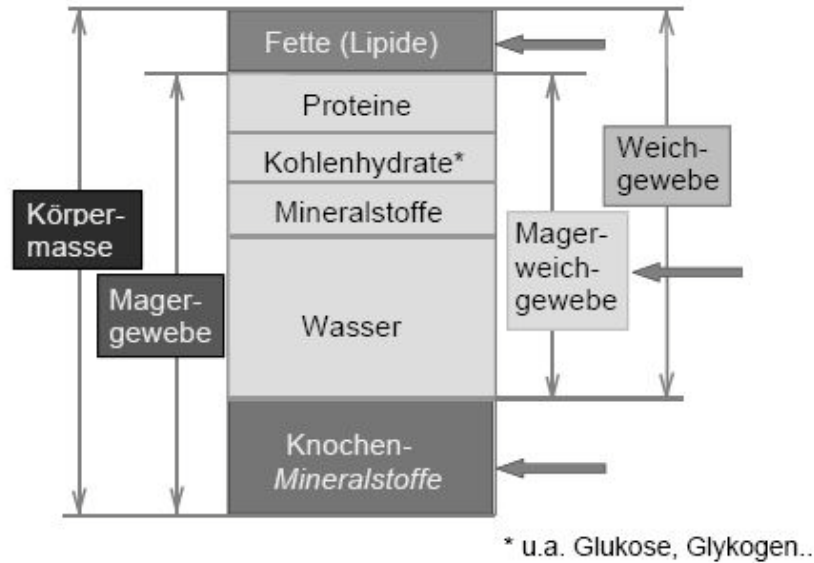 Fette (Lipide)
Proteine
Kohlenhydrate*
Mineralstoffe
Wasser
Knochen-
Mineralstoffe
Körper-
masse
Mager-
gewebe
Mager-
weich-
gewebe
Weich-
gewebe
* u.a. Glukose, Glykogen..